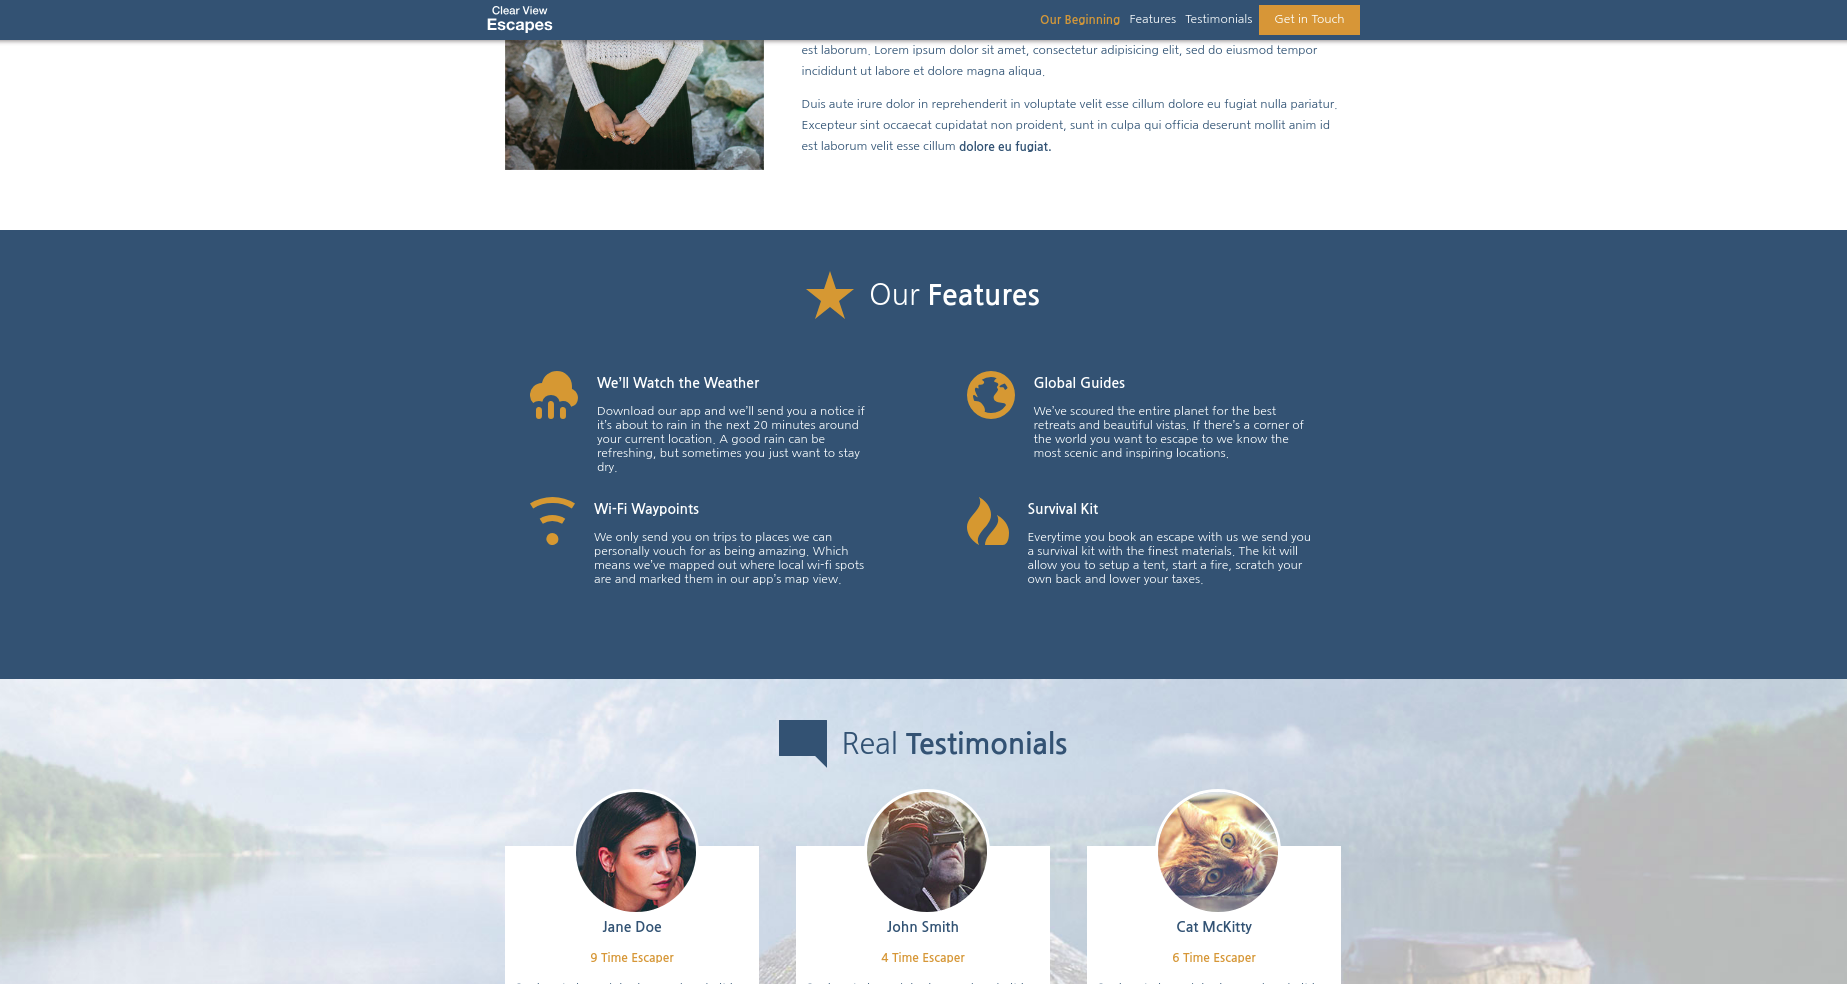 Clear View
Escapes
Our Beginning Features Testimonials Get in Touch
est laborum. Lorem ipsum dolor sit amet, consectetur adipisicing elit, sed do eiusmod tempor
incididunt ut labore et dolore magna aliqua.
Duis aute irure dolor in reprehenderit in voluptate velit esse cillum dolore eu fugiat nulla pariatur.
Excepteur sint occaecat cupidatat non proident, sunt in culpa qui officia deserunt mollit anim id
est laborum velit esse cillum dolore eu fugiat.
Our Features
We'll Watch the Weather
Download our app and we'll send you a notice if
it's about to rain in the next 20 minutes around
your current location. A good rain can be
refreshing, but sometimes you just want to stay
dry.
Global Guides
We've scoured the entire planet for the best
retreats and beautiful vistas. If there's a corner of
the world you want to escape to we know the
most scenic and inspiring locations.
Wi-Fi Waypoints
We only send you on trips to places we can
personally vouch for as being amazing. Which
means we've mapped out where local wi-fi spots
are and marked them in our app's map view.
Survival Kit
Everytime you book an escape with us we send you
a survival kit with the finest materials. The kit will
allow you to setup a tent, start a fire, scratch your
own back and lower your taxes.
Real Testimonials
Jane Doe
9 Time Escaper
John Smith
4 Time Escaper
Cat McKitty
6 Time Escaper